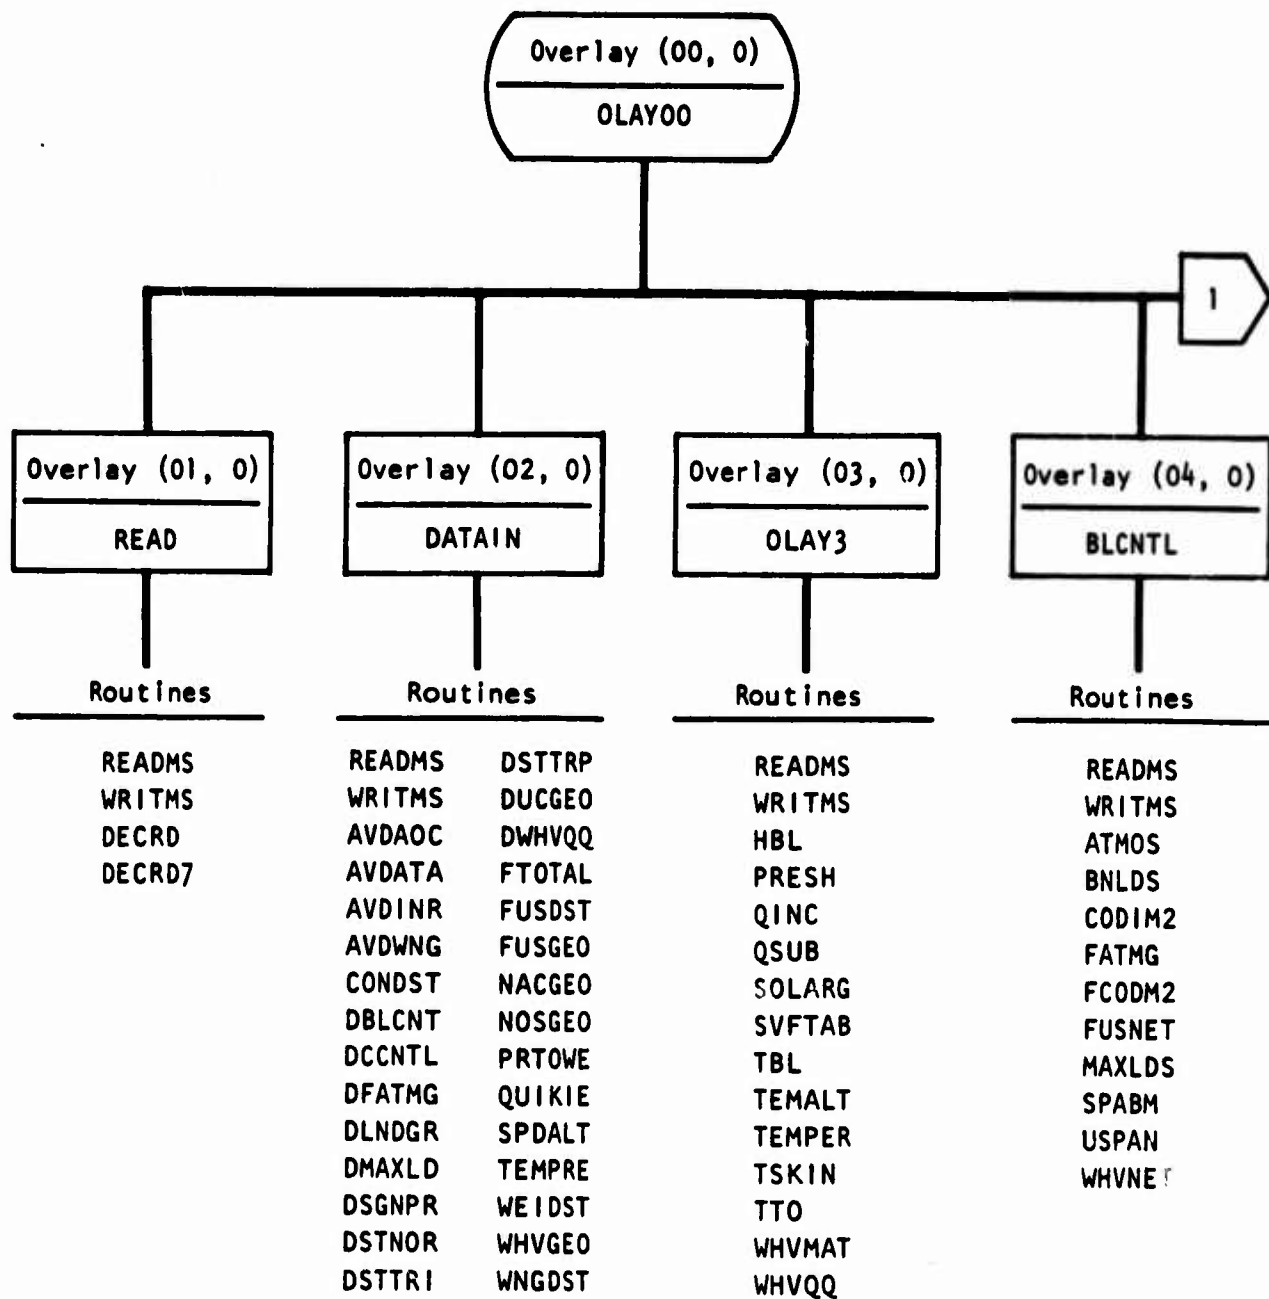 Overlay (00, 0)
OLAY00
1
Overlay (01, 0)
READ
Overlay (02, 0)
DATAIN
Overlay (03, 0)
OLAY3
Overlay (04, 0)
BLCNTL
Routines
READMS
WRITMS
DECRD
DECRD7
Routines
READMS DSTTRP
WRITMS DUCGEO
AVDAOC DWHVQQ
AVDATA FTOTAL
AVDINR FUSDST
AVDWNG FUSGEO
CONDST NACGEO
DBLCNT NOSGEO
DCCNTL PRTOWE
DFATMG QUIKIE
DLNDGR SPDALT
DMAXLD TEMPRE
DSGNPR WEIDST
DSTNOR WHVGEO
DSTTRI WNGDST
Routines
READMS
WRITMS
HBL
PRESH
QINC
QSUB
SOLARG
SVFTAB
TBL
TEMALT
TEMPER
TSKIN
TTO
WHVMAT
WHVQQ
Routines
READMS
WRITMS
ATMOS
BNLDS
CODIM2
FATMG
FCODM2
FUSNET
MAXLDS
SPABM
USPAN
WHVNET